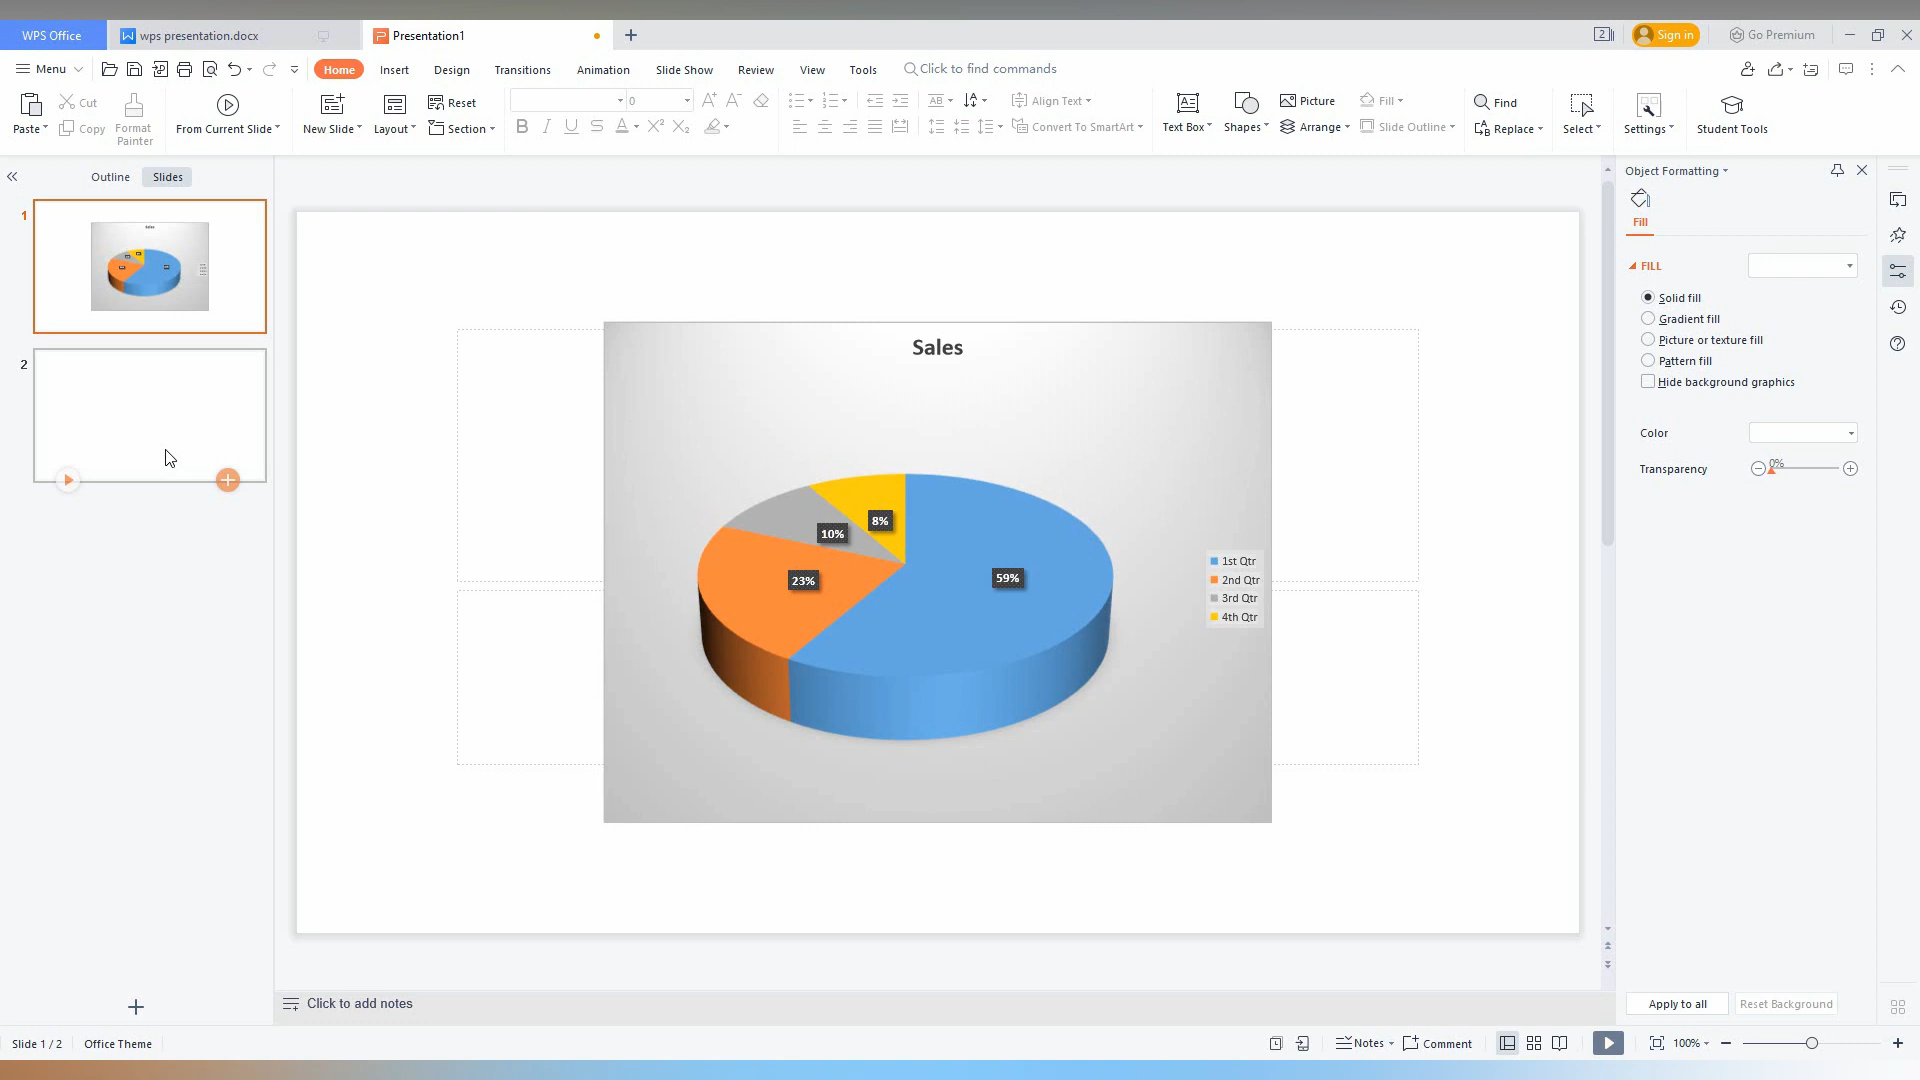 WPS Office
wps presentation.docx
Presentation1
2
Sign in
Go Premium
Menu
Home
Insert
Design
Transitions
Animation
Slide Show
Review
View
Tools
Click to find commands
Paste
Cut
Copy
Format
Painter
From Current Slide
New Slide
Layout
Reset
Section
0
Align Text
Convert To SmartArt
Text Box
Shapes
Picture
Arrange
Fill
Slide Outline
Find
Replace
Select
Settings
Student Tools
Outline
Slides
1
2
Sales
8%
10%
23%
59%
1st Qtr
2nd Qtr
3rd Qtr
4th Qtr
Object Formatting
Fill
FILL
Solid fill
Gradient fill
Picture or texture fill
Pattern fill
Hide background graphics
Color
Transparency
0%
Click to add notes
Apply to all
Reset Background
Slide 1 / 2
Office Theme
Notes
Comment
100%